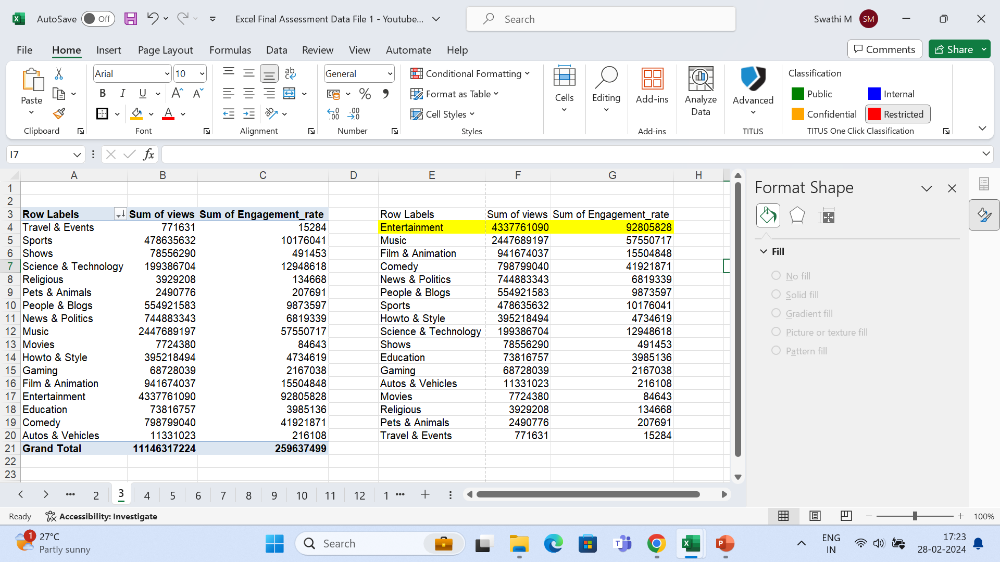 AutoSave Off Excel Final Assessment Data File 1 - Youtube... Search Swathi M SM
File Home Insert Page Layout Formulas Data Review View Automate Help Comments Share
Paste
Clipboard
Arial 10
B I U A A
A
Font
ab
Alignment
General
% 9
.00
Number
Conditional Formatting
Format as Table
Cell Styles
Styles
Cells
Editing
Add-ins
Add-ins
Analyze
Data
Advanced
TITUS
Classification
Public Internal
Confidential Restricted
TITUS One Click Classification
I7 fx
A B C D E F G H
1
2
3 Row Labels Sum of views Sum of Engagement_rate Row Labels Sum of views Sum of Engagement_rate
4 Travel & Events 771631 15284 Entertainment 4337761090 92805828
5 Sports 478635632 10176041 Music 2447689197 57550717
6 Shows 78556290 491453 Film & Animation 941674037 15504848
7 Science & Technology 199386704 12948618 Comedy 798799040 41921871
8 Religious 3929208 134668 News & Politics 744883343 6819339
9 Pets & Animals 2490776 207691 People & Blogs 554921583 9873597
10 People & Blogs 554921583 9873597 Sports 478635632 10176041
11 News & Politics 744883343 6819339 Howto & Style 395218494 4734619
12 Music 2447689197 57550717 Science & Technology 199386704 12948618
13 Movies 7724380 84643 Shows 78556290 491453
14 Howto & Style 395218494 4734619 Education 73816757 3985136
15 Gaming 68728039 2167038 Gaming 68728039 2167038
16 Film & Animation 941674037 15504848 Autos & Vehicles 11331023 216108
17 Entertainment 4337761090 92805828 Movies 7724380 84643
18 Education 73816757 3985136 Religious 3929208 134668
19 Comedy 798799040 41921871 Pets & Animals 2490776 207691
20 Autos & Vehicles 11331023 216108 Travel & Events 771631 15284
21 Grand Total 11146317224 259637499
22
23
Format Shape
Fill
No fill
Solid fill
Gradient fill
Picture or texture fill
Pattern fill
... 2 3 4 5 6 7 8 9 10 11 12 1 ...
Ready Accessibility: Investigate 100%
1 27°C
Partly sunny
Search
ENG
IN
17:23
28-02-2024